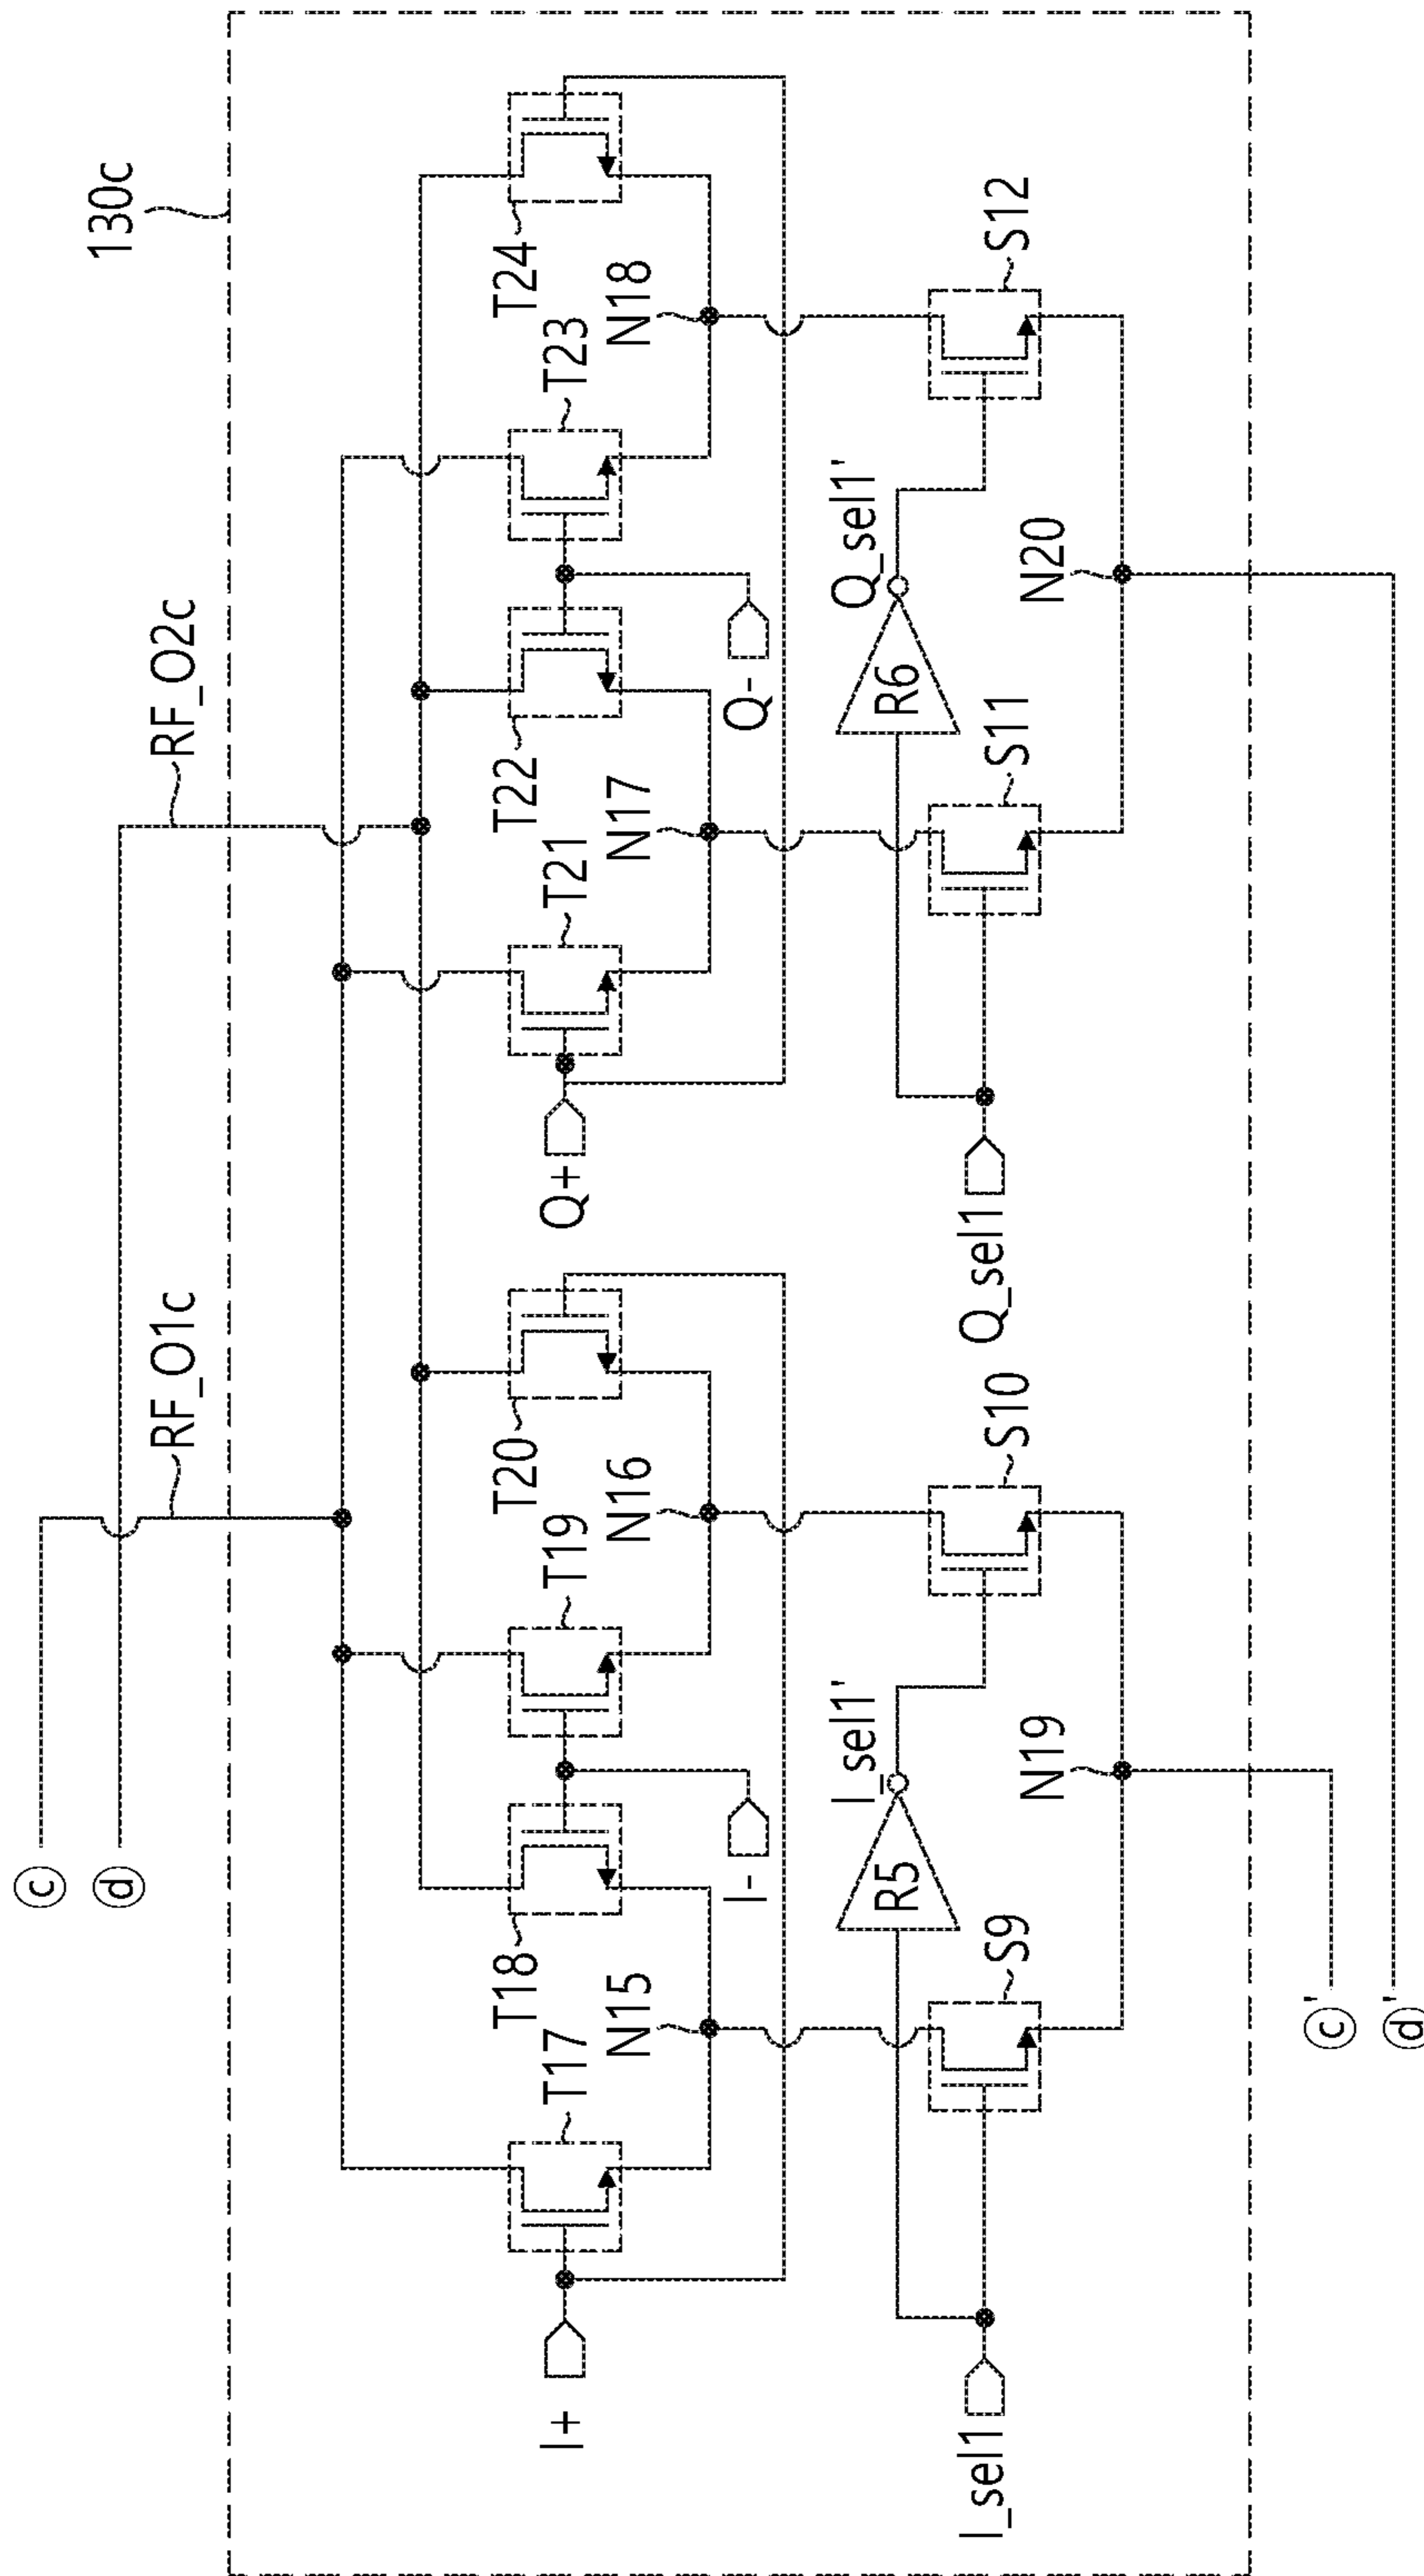 130c
ⓒ
ⓓ
RF_O1c
RF_O2c
I+
T17
T18
T19
T20
Q+
T21
T22
T23
T24
N15
N16
N17
N18
I-
Q-
I_sel1'
Q_sel1'
R5
R6
I_sel1
S9
S10
Q_sel1
S11
S12
N19
N20
ⓒ'
ⓓ'